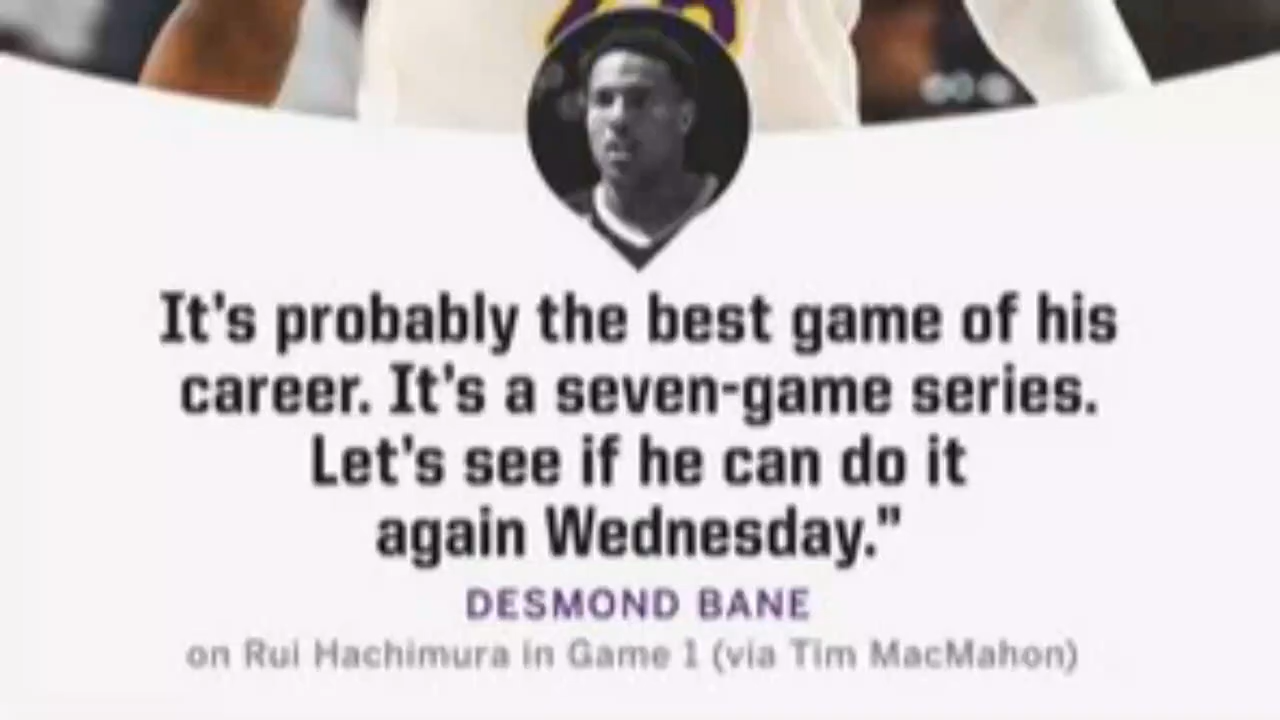 It's probably the best game of his
career. It's a seven-game series.
Let's see if he can do it
again Wednesday."
DESMOND BANE
on Rui Hachimura in Game 1 (via Tim MacMahon)